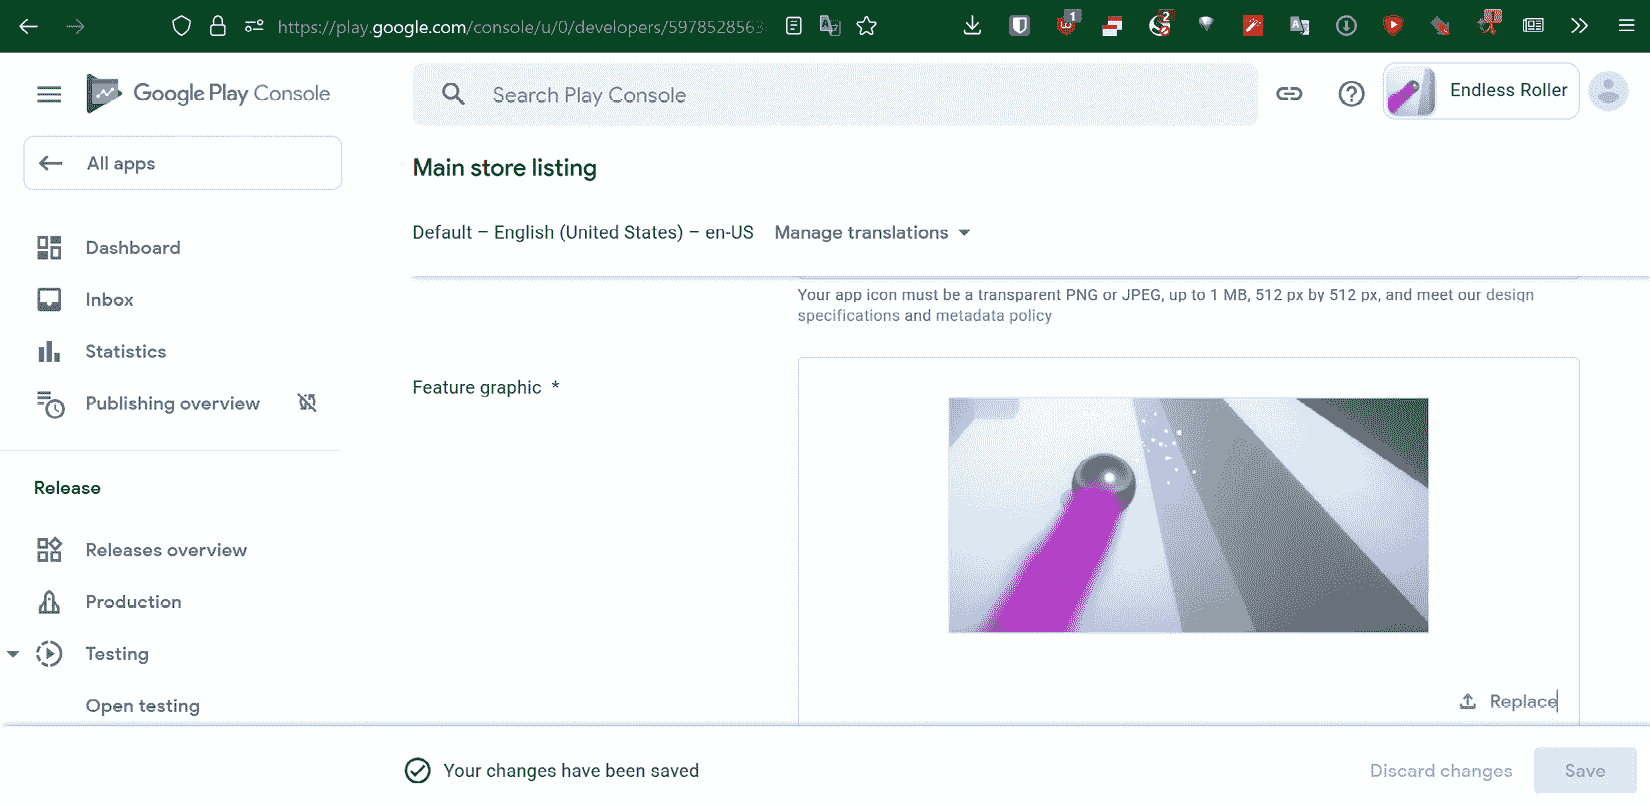 https://play.google.com/console/u/0/developers/5978528563
1
2
Google Play Console
Search Play Console
Endless Roller
All apps
Main store listing
Default – English (United States) – en-US Manage translations
Dashboard
Inbox
Statistics
Publishing overview
Your app icon must be a transparent PNG or JPEG, up to 1 MB, 512 px by 512 px, and meet our design
specifications and metadata policy
Feature graphic *
Release
Releases overview
Production
Testing
Open testing
Replace
Your changes have been saved
Discard changes
Save